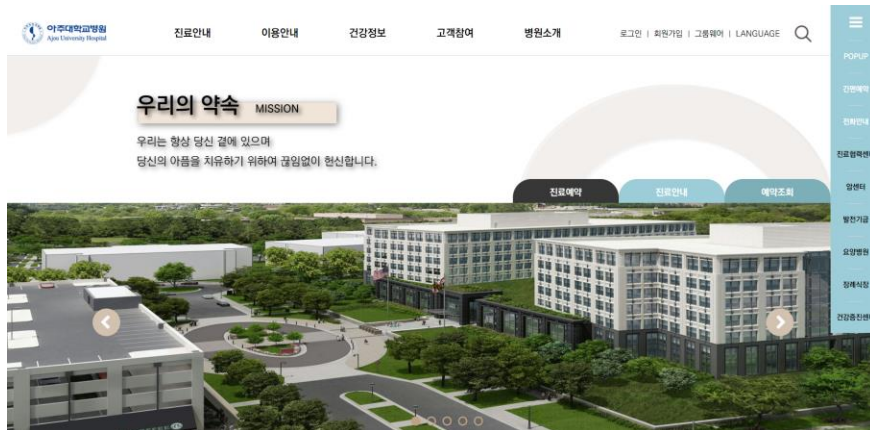 아주대학교병원
Ajou University Hospital
진료안내 이용안내 건강정보 고객참여 병원소개
로그인 | 회원가입 | 그룹웨어 | LANGUAGE
우리의 약속 MISSION
우리는 항상 당신 곁에 있으며
당신의 아픔을 치유하기 위하여 끊임없이 헌신합니다.
진료예약 진료안내 예약조회
POPUP
간편예약
전화안내
진료협력센터
암센터
발전기금
요양병원
장례식장
건강증진센터